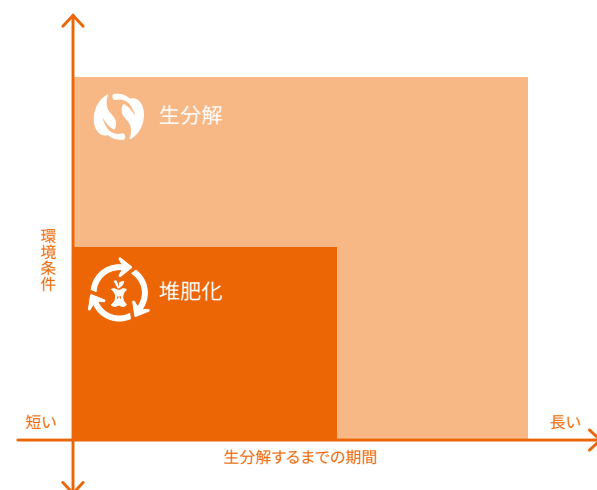 生分解
環境条件
堆肥化
短い
長い
生分解するまでの期間